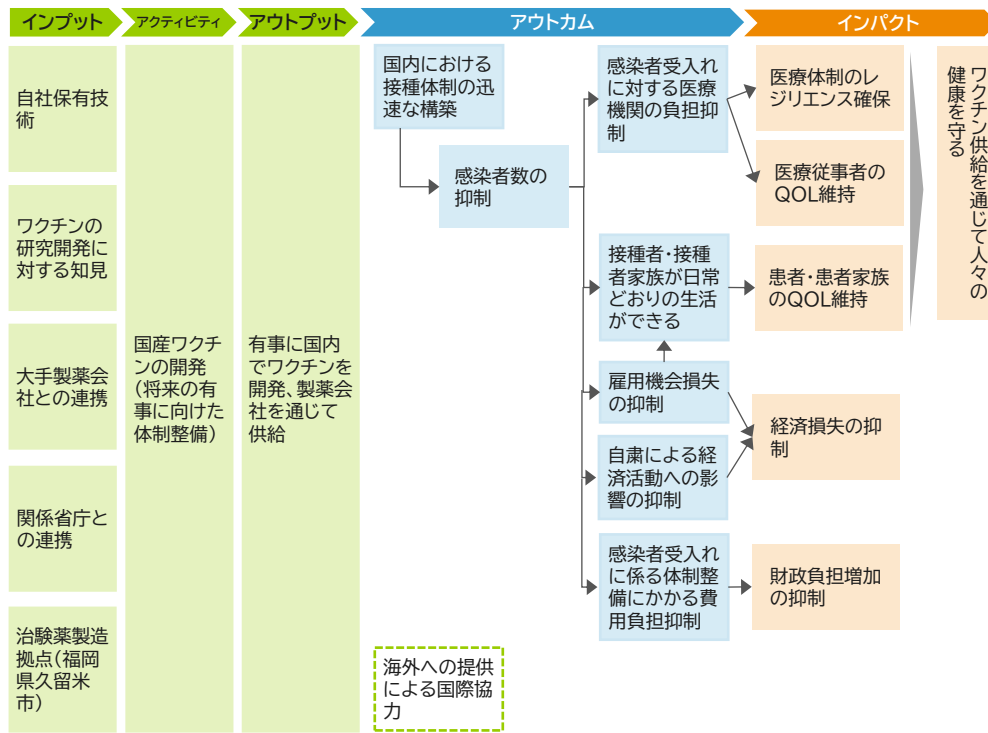 インプット
アクティビティ
アウトプット
アウトカム
インパクト
自社保有技
術
ワクチンの
研究開発に
対する知見
大手製薬会
社との連携
関係省庁と
の連携
治験薬製造
拠点(福岡
県久留米
市)
国産ワクチ
ンの開発
(将来の有
事に向けた
体制整備)
有事に国内
でワクチンを
開発、製薬会
社を通じて
供給
国内における
接種体制の迅
速な構築
感染者数の
抑制
海外への提供
による国際協
力
感染者受入れ
に対する医療
機関の負担抑
制
接種者・接種
者家族が日常
どおりの生活
ができる
雇用機会損失
の抑制
自粛による経
済活動への影
響の抑制
感染者受入れ
に係る体制整
備にかかる費
用負担抑制
医療体制のレ
ジリエンス確保
医療従事者の
QOL維持
患者・患者家族
のQOL維持
経済損失の抑
制
財政負担増加
の抑制
ワクチン供給を通じて人々の
健康を守る